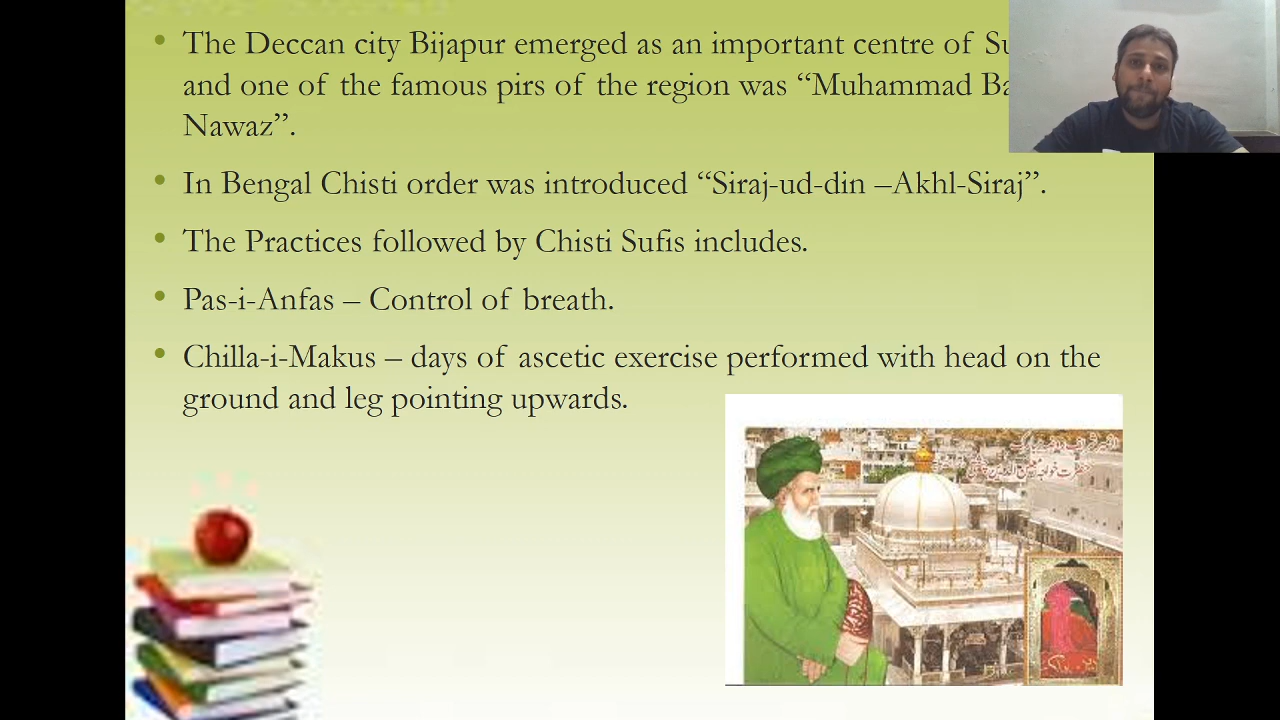 The Deccan city Bijapur emerged as an important centre of
and one of the famous pirs of the region was “Muhammad
Nawaz”.
In Bengal Chisti order was introduced “Siraj-ud-din –Akhl-Siraj”.
The Practices followed by Chisti Sufis includes.
Pas-i-Anfas – Control of breath.
Chilla-i-Makus – days of ascetic exercise performed with head on the
ground and leg pointing upwards.